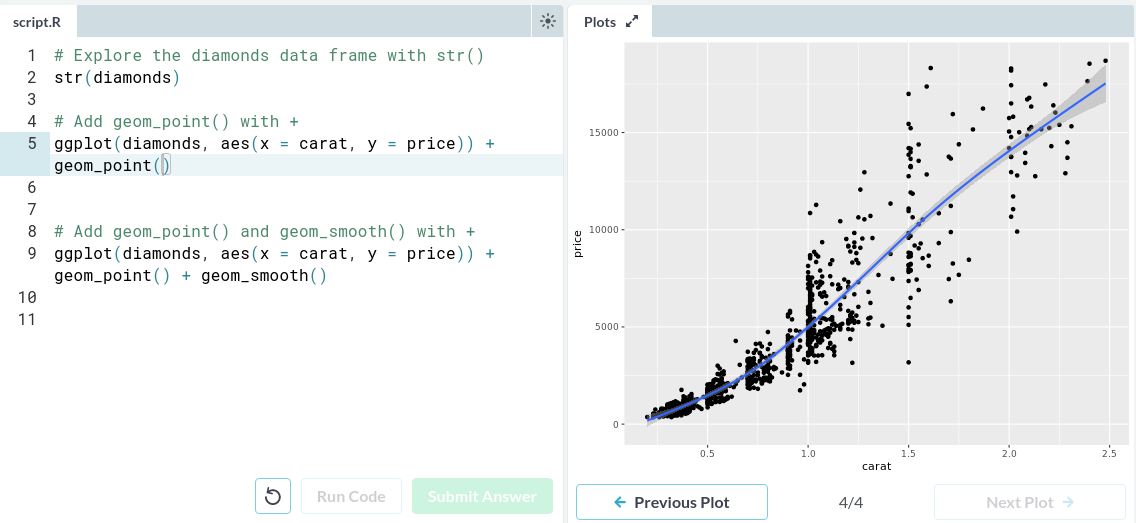 script.R
1 # Explore the diamonds data frame with str()
2 str(diamonds)
3
4 # Add geom_point() with +
5 ggplot(diamonds, aes(x = carat, y = price)) +
geom_point()
6
7
8 # Add geom_point() and geom_smooth() with +
9 ggplot(diamonds, aes(x = carat, y = price)) +
geom_point() + geom_smooth()
10
11
Run Code
Submit Answer
Plots
price
15000
10000
5000
0
0.5 1.0 1.5 2.0 2.5
carat
Previous Plot
4/4
Next Plot